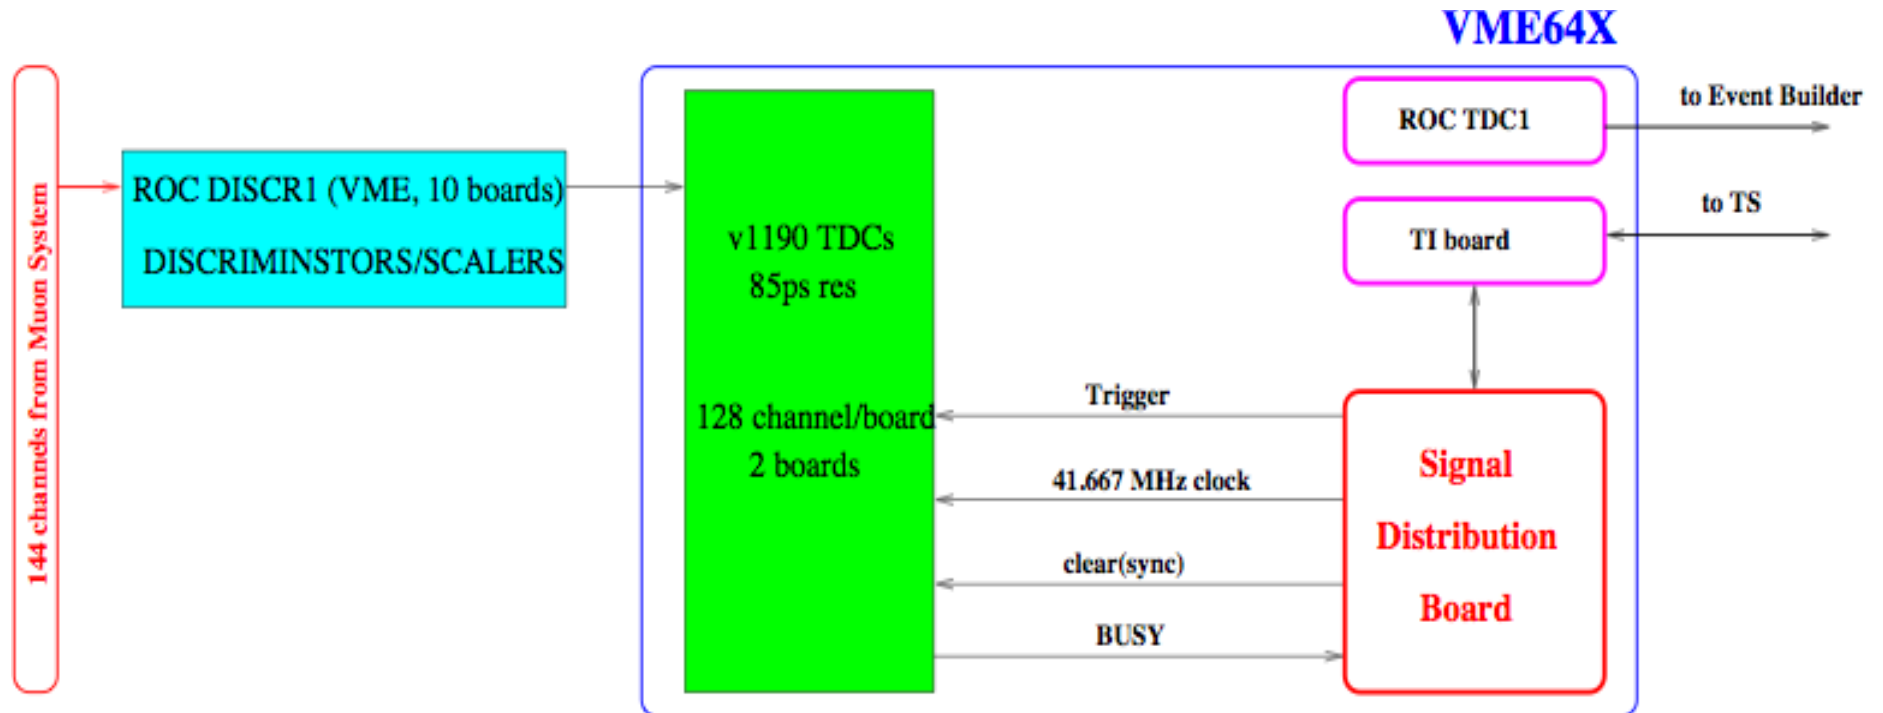 VME64X
144 channels from Muon System
ROC DISCR1 (VME, 10 boards)
DISCRIMINSTORS/SCALERS
v1190 TDCs
85ps res
128 channel/board
2 boards
ROC TDC1
to Event Builder
TI board
to TS
Trigger
41.667 MHz clock
clear(sync)
BUSY
Signal
Distribution
Board